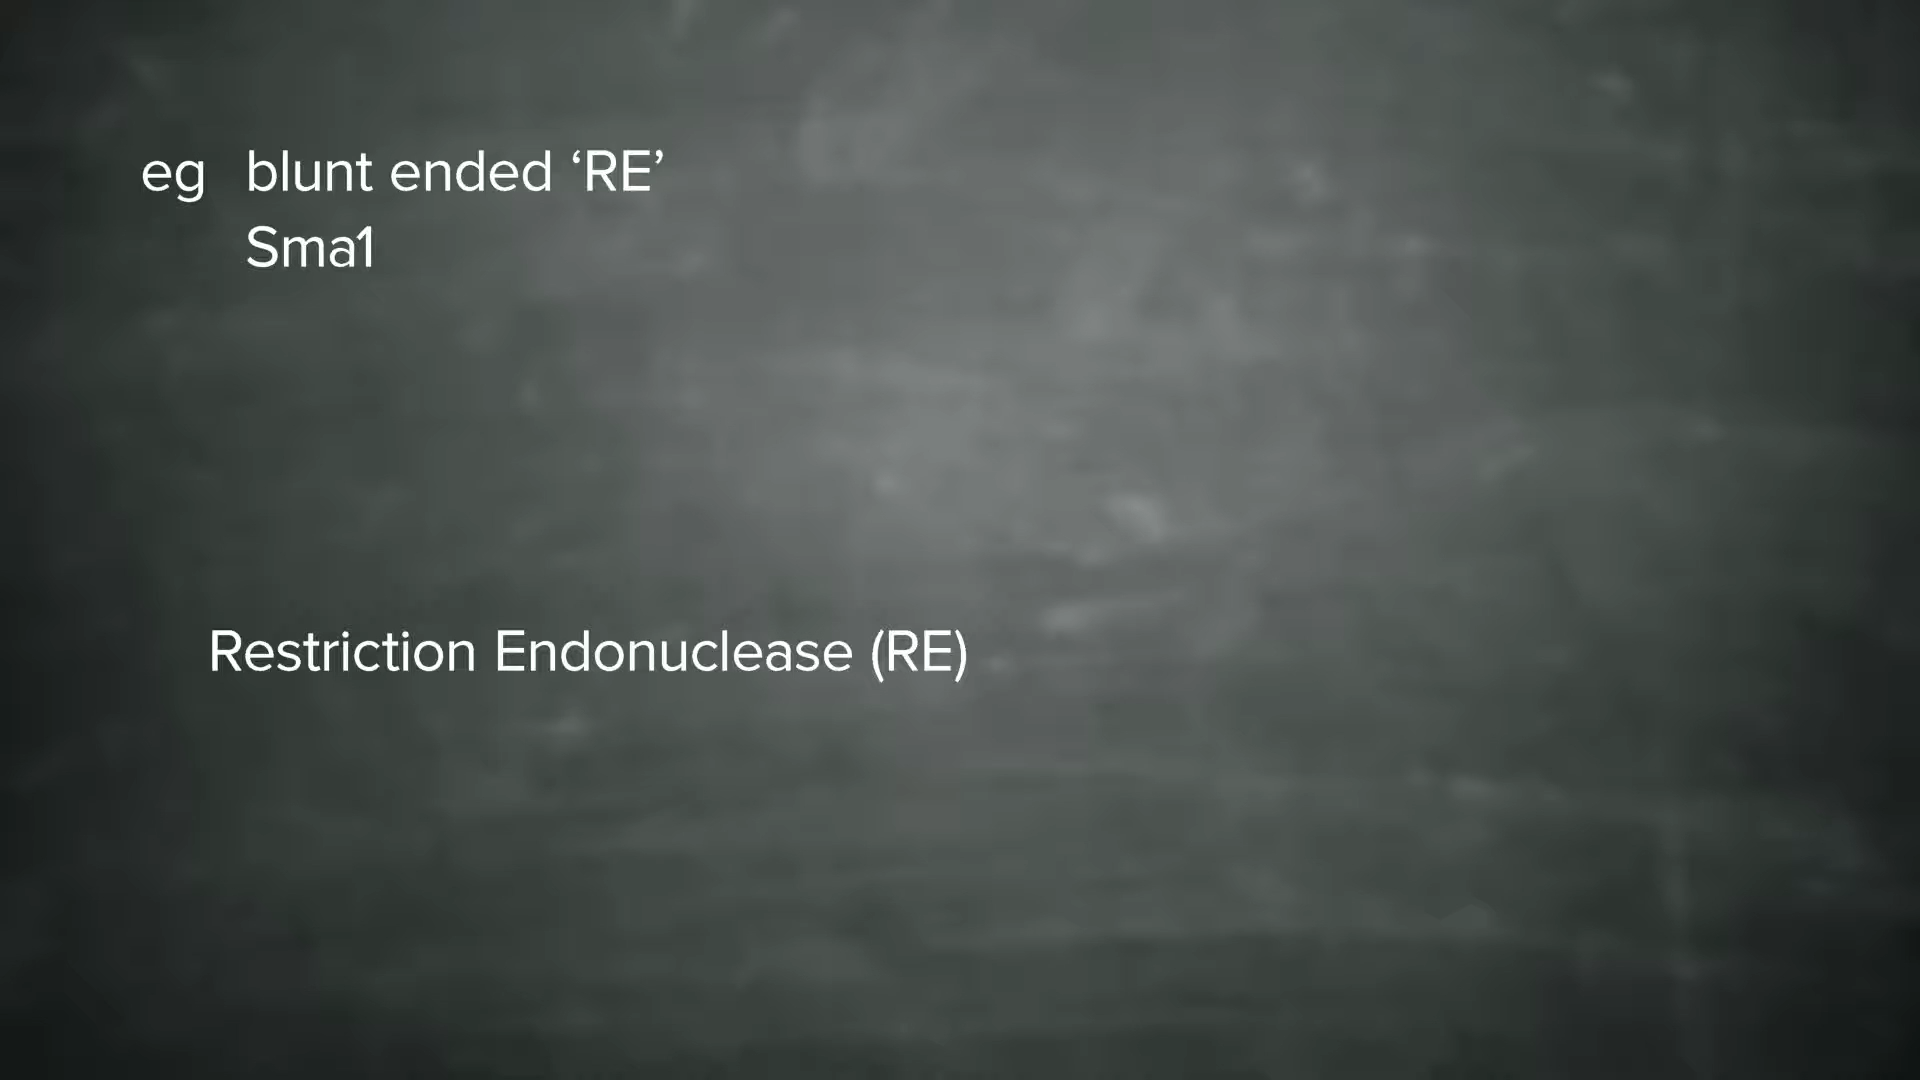 eg blunt ended ‘RE’
Sma1
Restriction Endonuclease (RE)